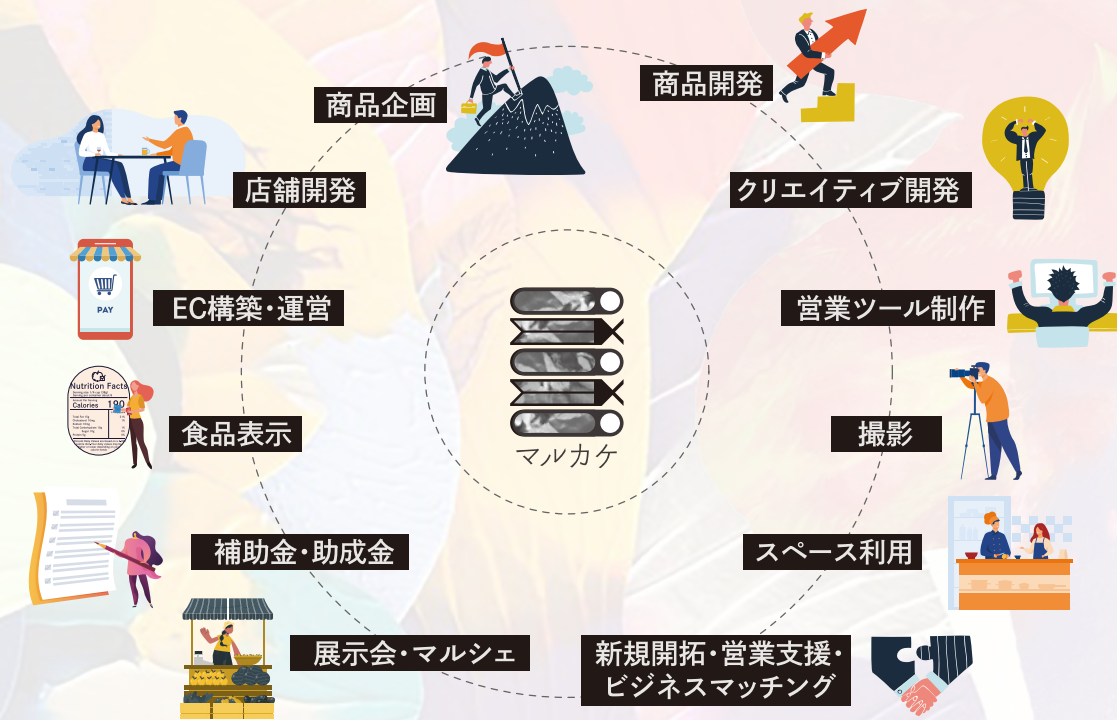 商品企画
商品開発
店舗開発
クリエイティブ開発
EC構築・運営
PAY
営業ツール制作
Nutrition Facts
Calories 190
食品表示
マルカケ
撮影
補助金・助成金
スペース利用
展示会・マルシェ
新規開拓・営業支援・
ビジネスマッチング